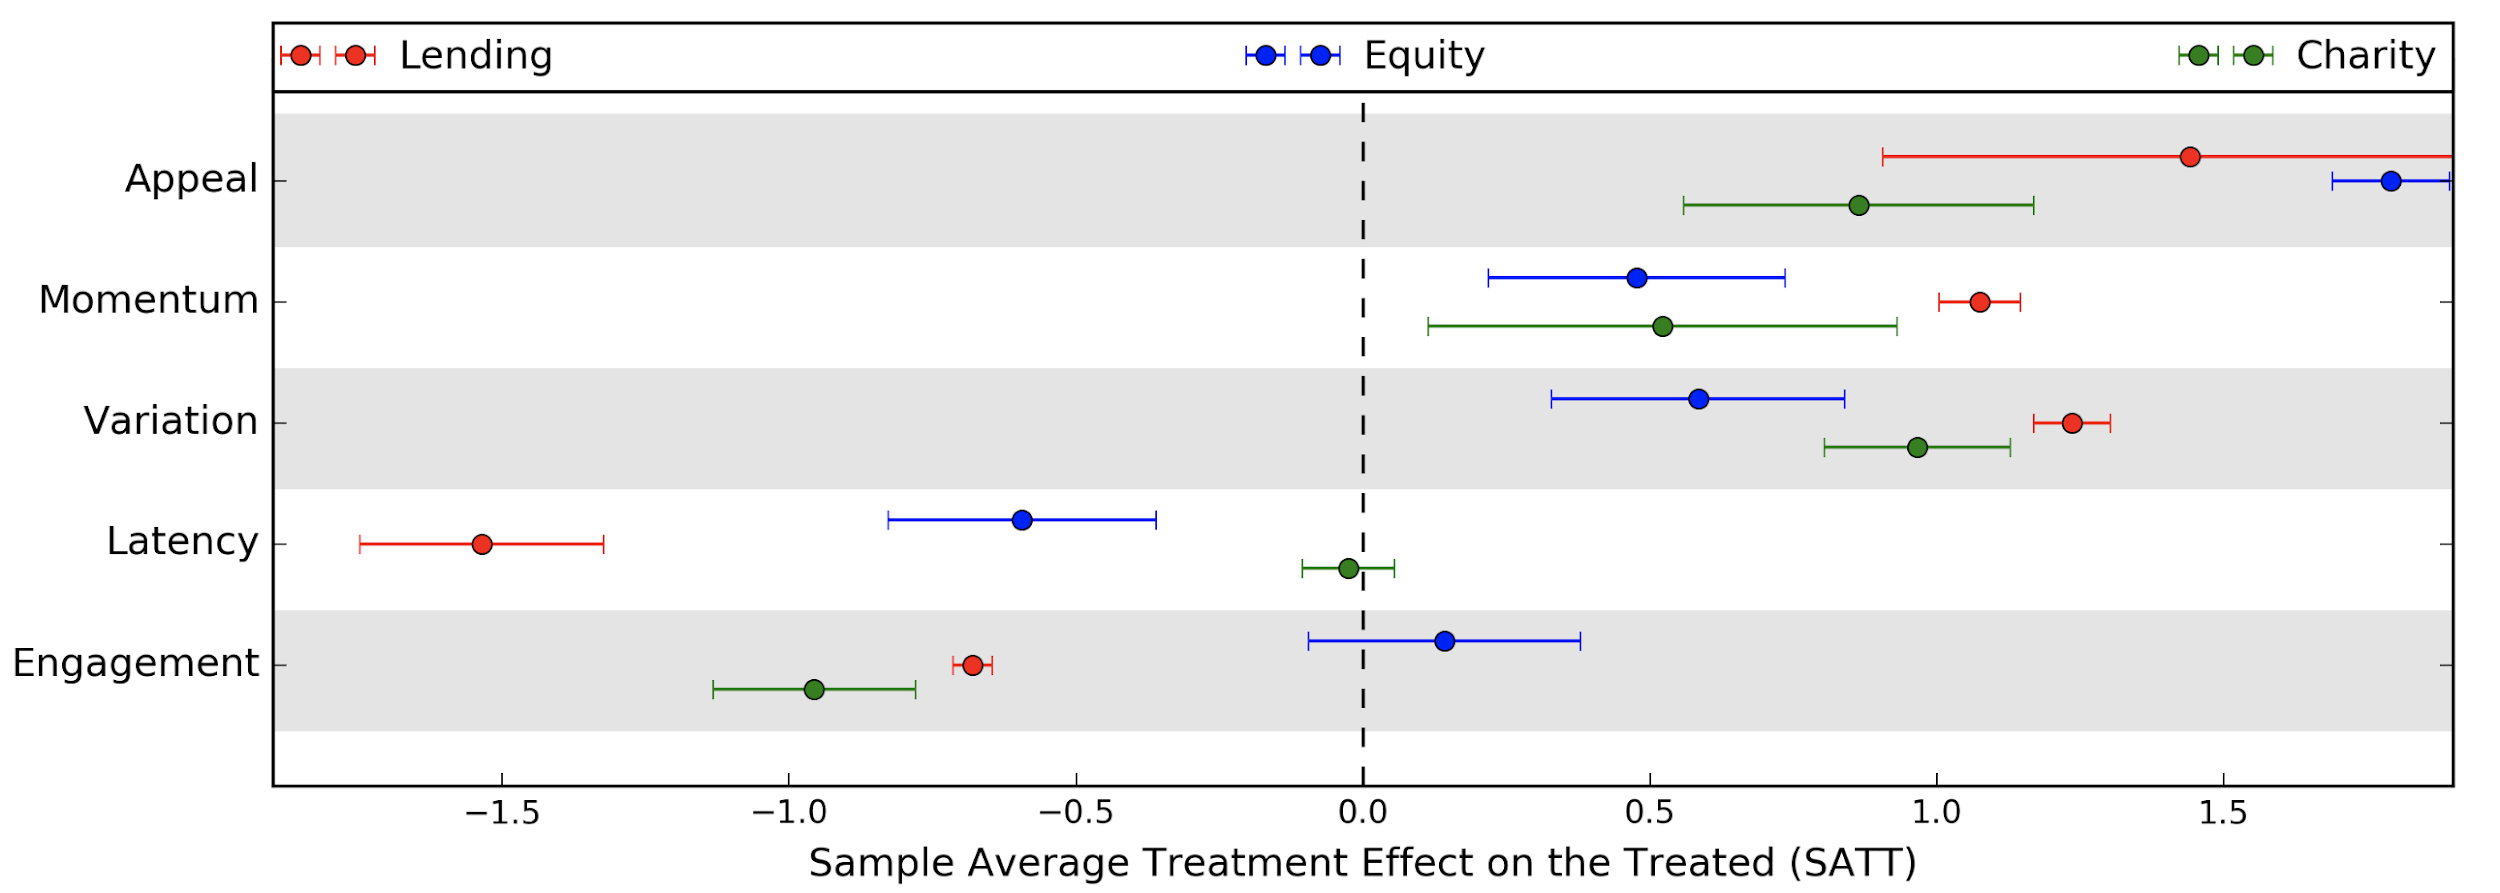 Lending Equity Charity
Appeal
Momentum
Variation
Latency
Engagement
−1.5 −1.0 −0.5 0.0 0.5 1.0 1.5
Sample Average Treatment Effect on the Treated (SATT)